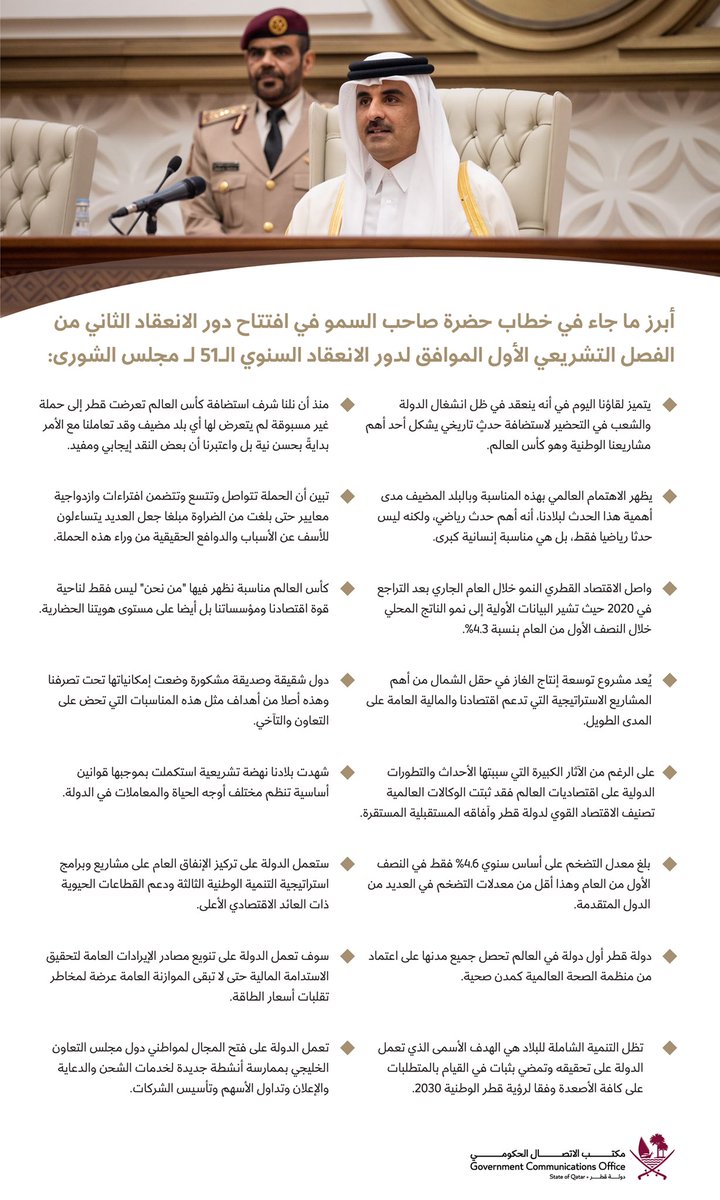 أبرز ما جاء في خطاب حضرة صاحب السمو في افتتاح دور الانعقاد الثاني من
الفصل التشريعي الأول الموافق لدور الانعقاد السنوي الـ51 لـ مجلس الشورى:
يتميز لقاؤنا اليوم في أنه ينعقد في ظل انشغال الدولة
والشعب في التحضير لاستضافة حدثٍ تاريخي يشكل أحد أهم
مشاريعنا الوطنية وهو كأس العالم.
يظهر الاهتمام العالمي بهذه المناسبة وبالبلد المضيف مدى
أهمية هذا الحدث لبلادنا، أنه أهم حدث رياضي، ولكنه ليس
حدثا رياضيا فقط، بل هي مناسبة إنسانية كبرى.
واصل الاقتصاد القطري النمو خلال العام الجاري بعد التراجع
في 2020 حيث تشير البيانات الأولية إلى نمو الناتج المحلي
خلال النصف الأول من العام بنسبة 4.3%.
يُعد مشروع توسعة إنتاج الغاز في حقل الشمال من أهم
المشاريع الاستراتيجية التي تدعم اقتصادنا والمالية العامة على
المدى الطويل.
على الرغم من الآثار الكبيرة التي سببتها الأحداث والتطورات
الدولية على اقتصاديات العالم فقد ثبتت الوكالات العالمية
تصنيف الاقتصاد القوي لدولة قطر وآفاقه المستقبلية المستقرة.
بلغ معدل التضخم على أساس سنوي 4.6% فقط في النصف
الأول من العام وهذا أقل من معدلات التضخم في العديد من
الدول المتقدمة.
دولة قطر أول دولة في العالم تحصل جميع مدنها على اعتماد
من منظمة الصحة العالمية كمدن صحية.
تظل التنمية الشاملة للبلاد هي الهدف الأسمى الذي تعمل
الدولة على تحقيقه وتمضي بثبات في القيام بالمتطلبات
على كافة الأصعدة وفقا لرؤية قطر الوطنية 2030.
منذ أن نلنا شرف استضافة كأس العالم تعرضت قطر إلى حملة
غير مسبوقة لم يتعرض لها أي بلد مضيف وقد تعاملنا مع الأمر
بدايةً بحسن نية بل واعتبرنا أن بعض النقد إيجابي ومفيد.
تبين أن الحملة تتواصل وتتسع وتتضمن افتراءات وازدواجية
معايير حتى بلغت من الضراوة مبلغا جعل العديد يتساءلون
للأسف عن الأسباب والدوافع الحقيقية من وراء هذه الحملة.
كأس العالم مناسبة نظهر فيها "من نحن" ليس فقط لناحية
قوة اقتصادنا ومؤسساتنا بل أيضا على مستوى هويتنا الحضارية.
دول شقيقة وصديقة مشكورة وضعت إمكانياتها تحت تصرفنا
وهذه أصلا من أهداف مثل هذه المناسبات التي تحض على
التعاون والتآخي.
شهدت بلادنا نهضة تشريعية استكملت بموجبها قوانين
أساسية تنظم مختلف أوجه الحياة والمعاملات في الدولة.
ستعمل الدولة على تركيز الإنفاق العام على مشاريع وبرامج
استراتيجية التنمية الوطنية الثالثة ودعم القطاعات الحيوية
ذات العائد الاقتصادي الأعلى.
سوف تعمل الدولة على تنويع مصادر الإيرادات العامة لتحقيق
الاستدامة المالية حتى لا تبقى الموازنة العامة عرضة لمخاطر
تقلبات أسعار الطاقة.
تعمل الدولة على فتح المجال لمواطني دول مجلس التعاون
الخليجي بممارسة أنشطة جديدة لخدمات الشحن والدعاية
والإعلان وتداول الأسهم وتأسيس الشركات.
مكتب الاتصال الحكومي
Government Communications Office
State of Qatar • دولة قطر